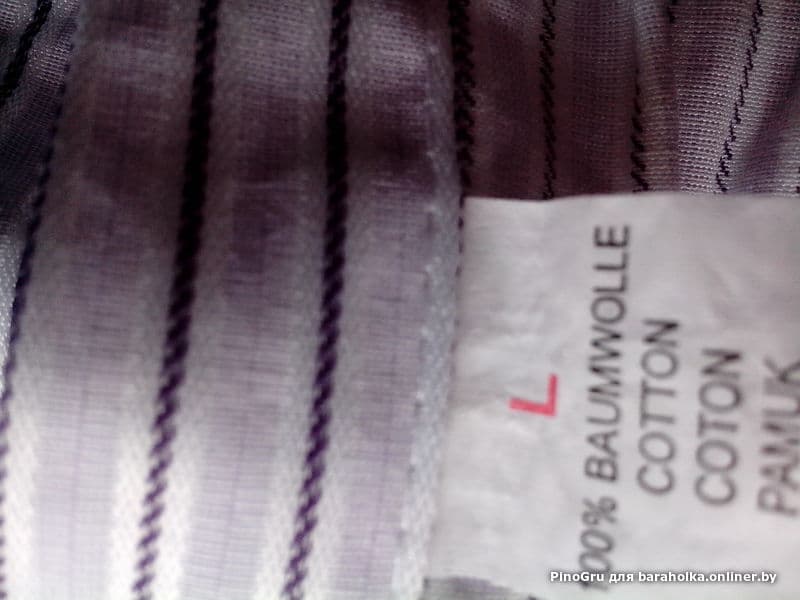 L
100% BAUMWOLLE
COTTON
COTON
PAMUK
PinoGru для baraholka.onliner.by